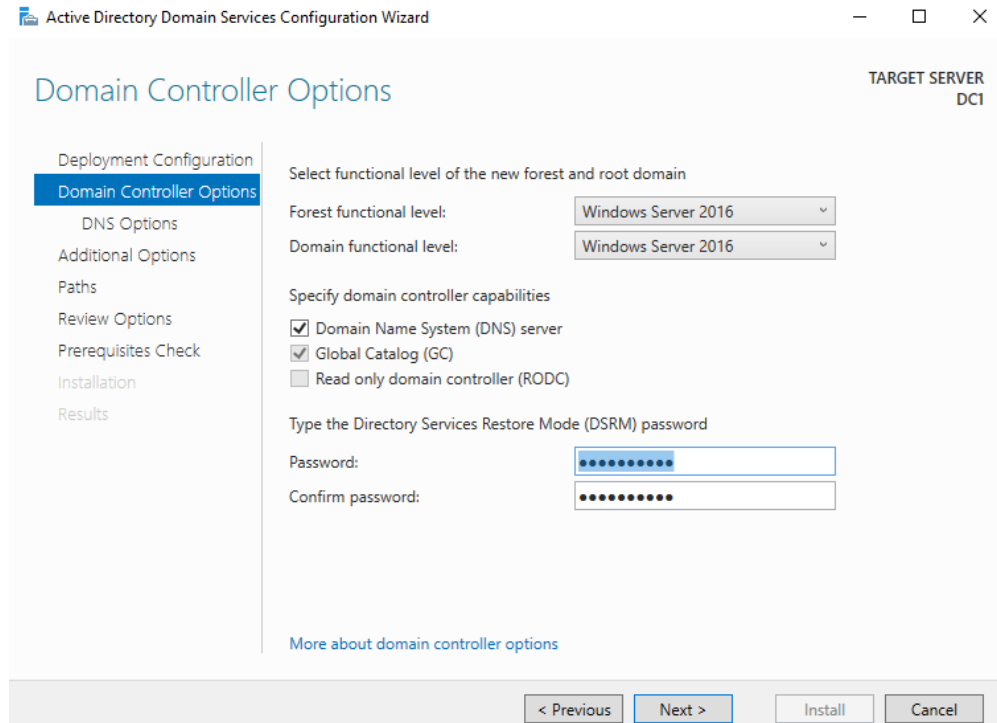 Active Directory Domain Services Configuration Wizard
Domain Controller Options
TARGET SERVER
DC1
Deployment Configuration
Domain Controller Options
DNS Options
Additional Options
Paths
Review Options
Prerequisites Check
Installation
Results
Select functional level of the new forest and root domain
Forest functional level: Windows Server 2016
Domain functional level: Windows Server 2016
Specify domain controller capabilities
Domain Name System (DNS) server
Global Catalog (GC)
Read only domain controller (RODC)
Type the Directory Services Restore Mode (DSRM) password
Password: ●●●●●●●●●●
Confirm password: ●●●●●●●●●●
More about domain controller options
< Previous Next > Install Cancel